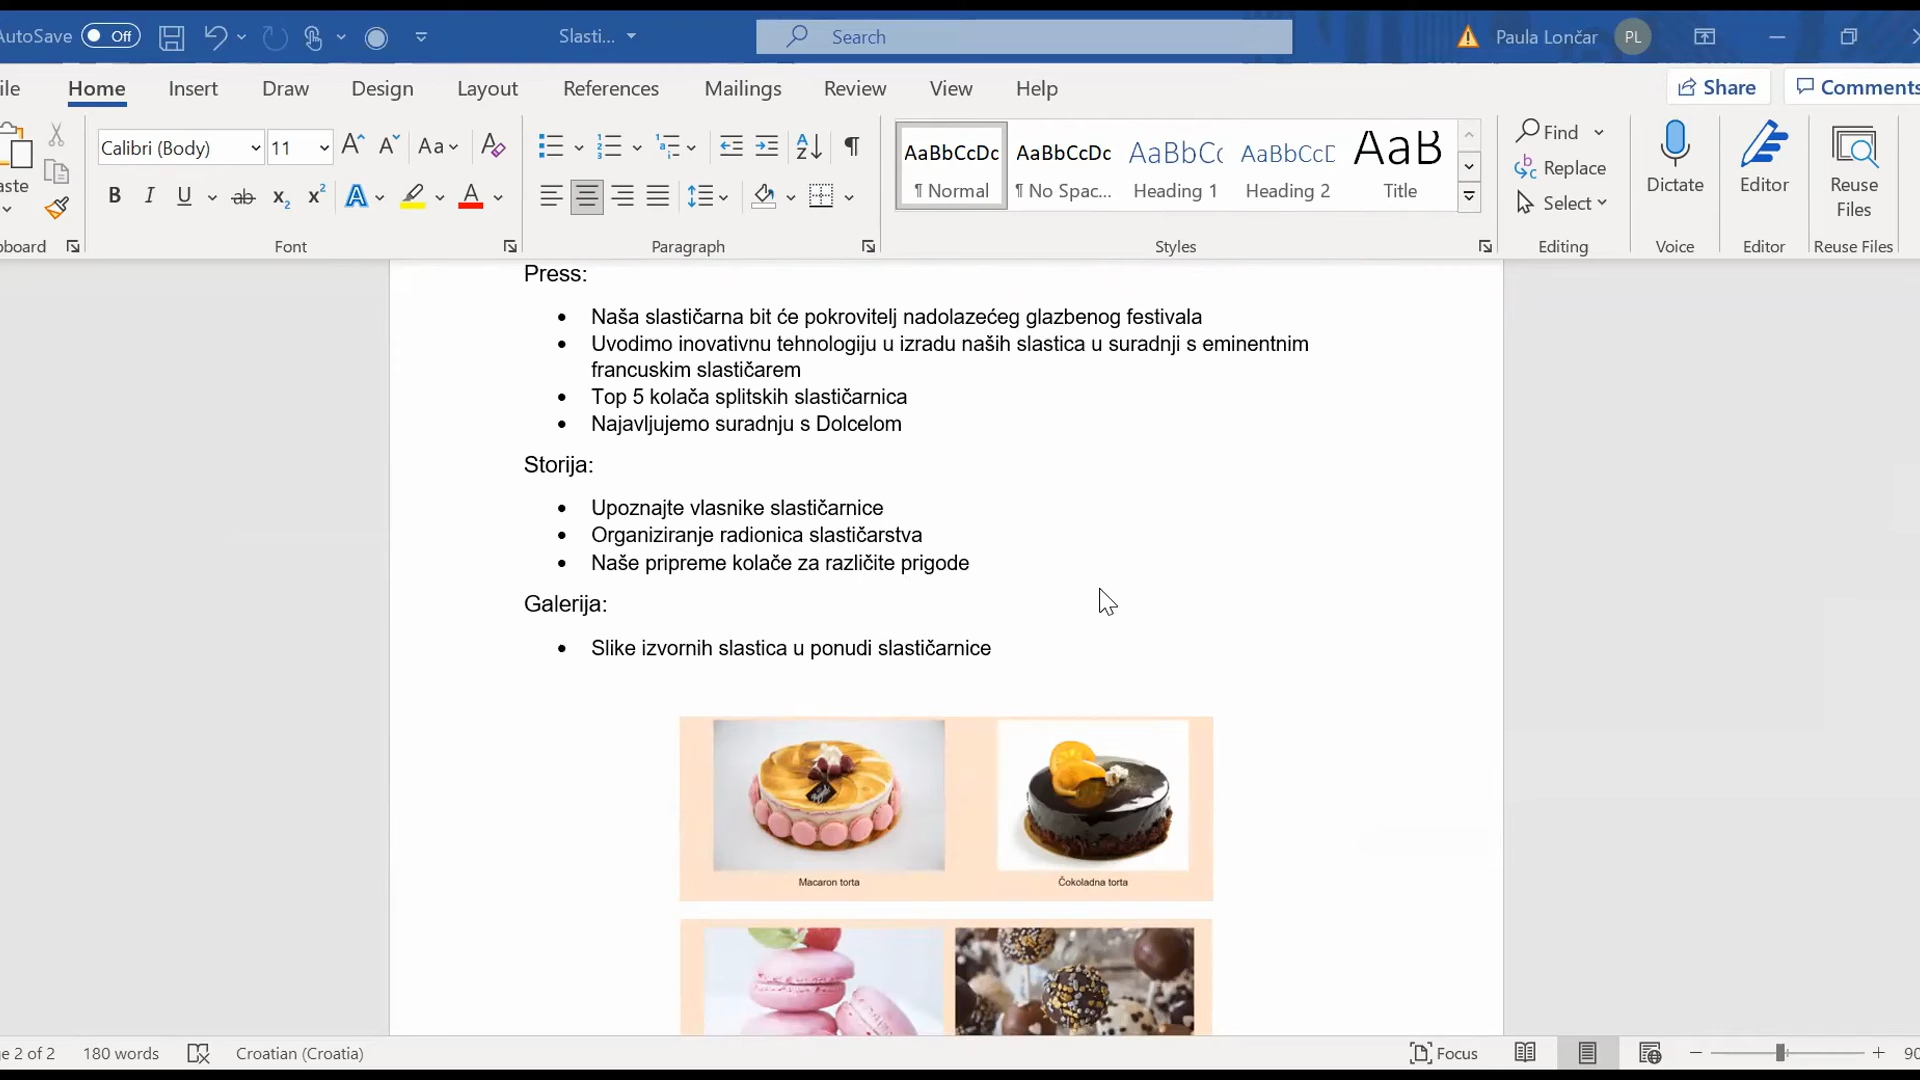 AutoSave Off Slasti... Search Paula Lončar PL
ile Home Insert Draw Design Layout References Mailings Review View Help Share Comments
aste Calibri (Body) 11 Aa AaBbCcDc AaBbCcDc AaBbCc AaBbCcD AaB Find
¶ Normal ¶ No Spac... Heading 1 Heading 2 Title Replace
Select
Dictate Editor Reuse
Files
board Font Paragraph Styles Editing Voice Editor Reuse Files
Press:
• Naša slastičarna bit će pokrovitelj nadolazećeg glazbenog festivala
• Uvodimo inovativnu tehnologiju u izradu naših slastica u suradnji s eminentnim
francuskim slastičarem
• Top 5 kolača splitskih slastičarnica
• Najavljujemo suradnju s Dolcelom
Storija:
• Upoznajte vlasnike slastičarnice
• Organiziranje radionica slastičarstva
• Naše pripreme kolače za različite prigode
Galerija:
• Slike izvornih slastica u ponudi slastičarnice
Macaron torta Čokoladna torta
e 2 of 2 180 words Croatian (Croatia) Focus 90